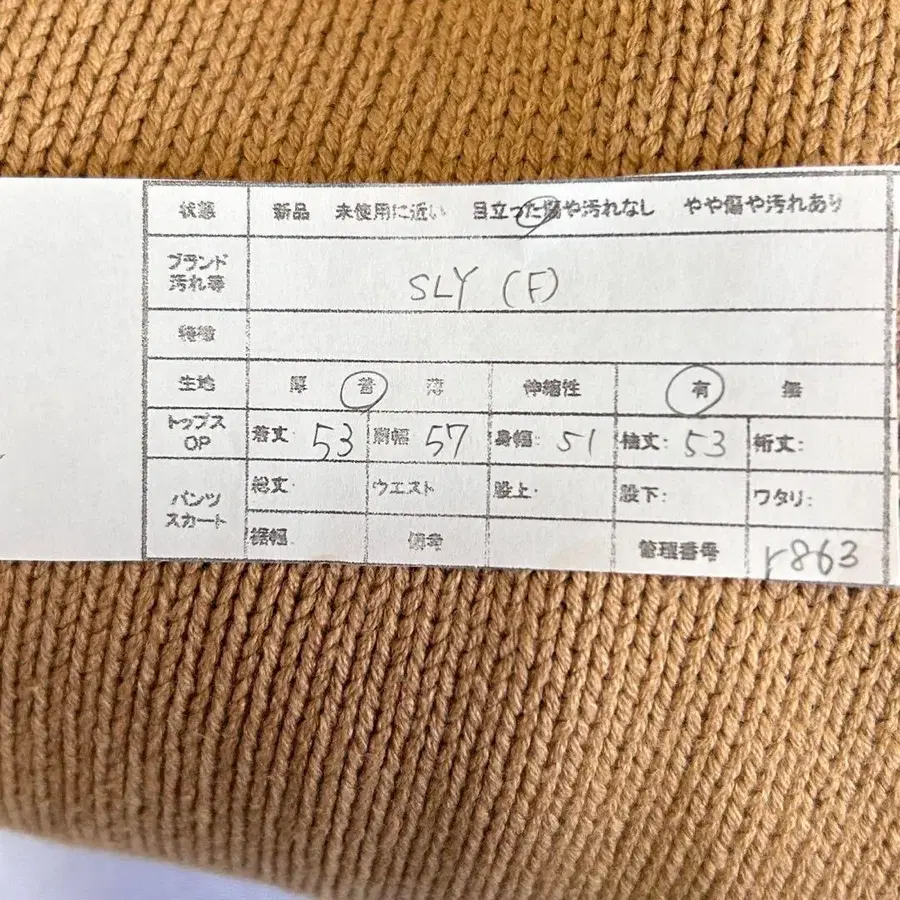 状態 新品 未使用に近い 目立った傷や汚れなし やや傷や汚れあり
ブランド
汚れ等
SLY (F)
特徴
生地 厚 普 薄 伸縮性 有 無
トップス
OP
着丈: 53 肩幅 57 身幅: 51 袖丈: 53 裄丈:
パンツ
スカート
総丈 ウエスト 股上: 股下: ワタリ:
裾幅 備考 管理番号 r863